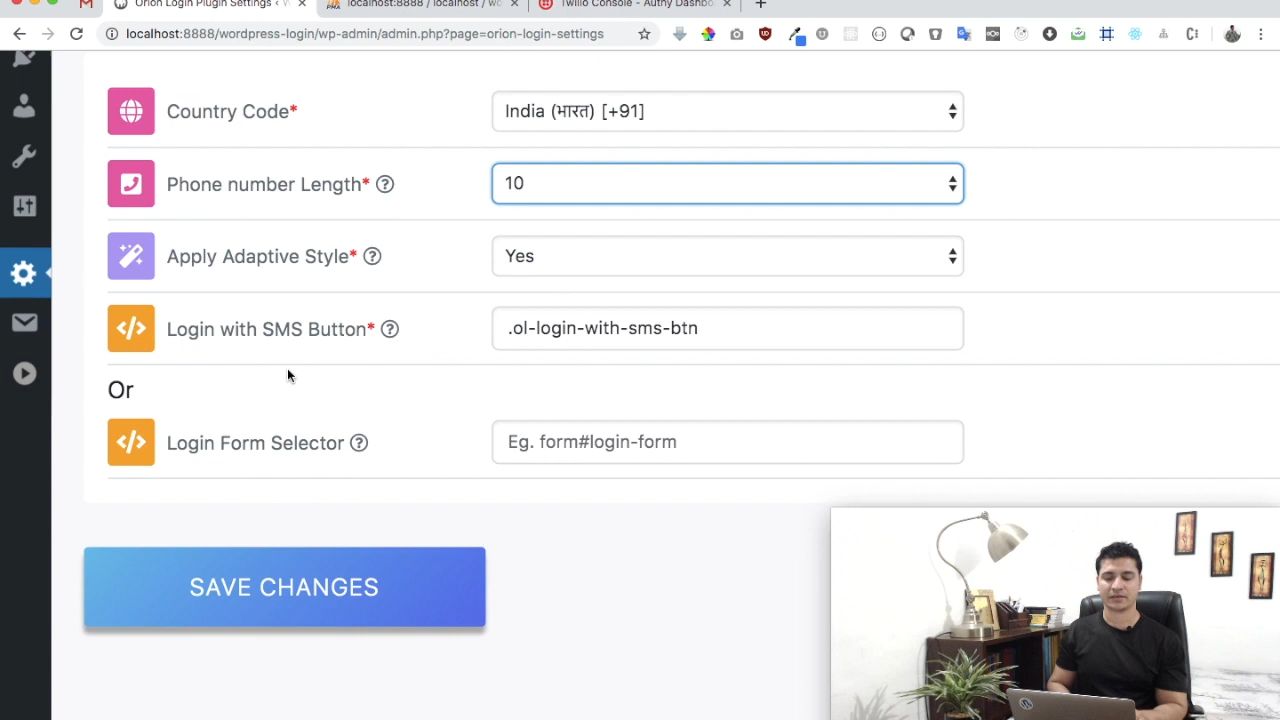 Orion Login Plugin Settings
localhost:8888 / localhost / wo
Twilio Console - Authy Dashbo
localhost:8888/wordpress-login/wp-admin/admin.php?page=orion-login-settings
Country Code*
India (भारत) [+91]
Phone number Length* ?
10
Apply Adaptive Style* ?
Yes
Login with SMS Button* ?
.ol-login-with-sms-btn
Or
Login Form Selector ?
Eg. form#login-form
SAVE CHANGES